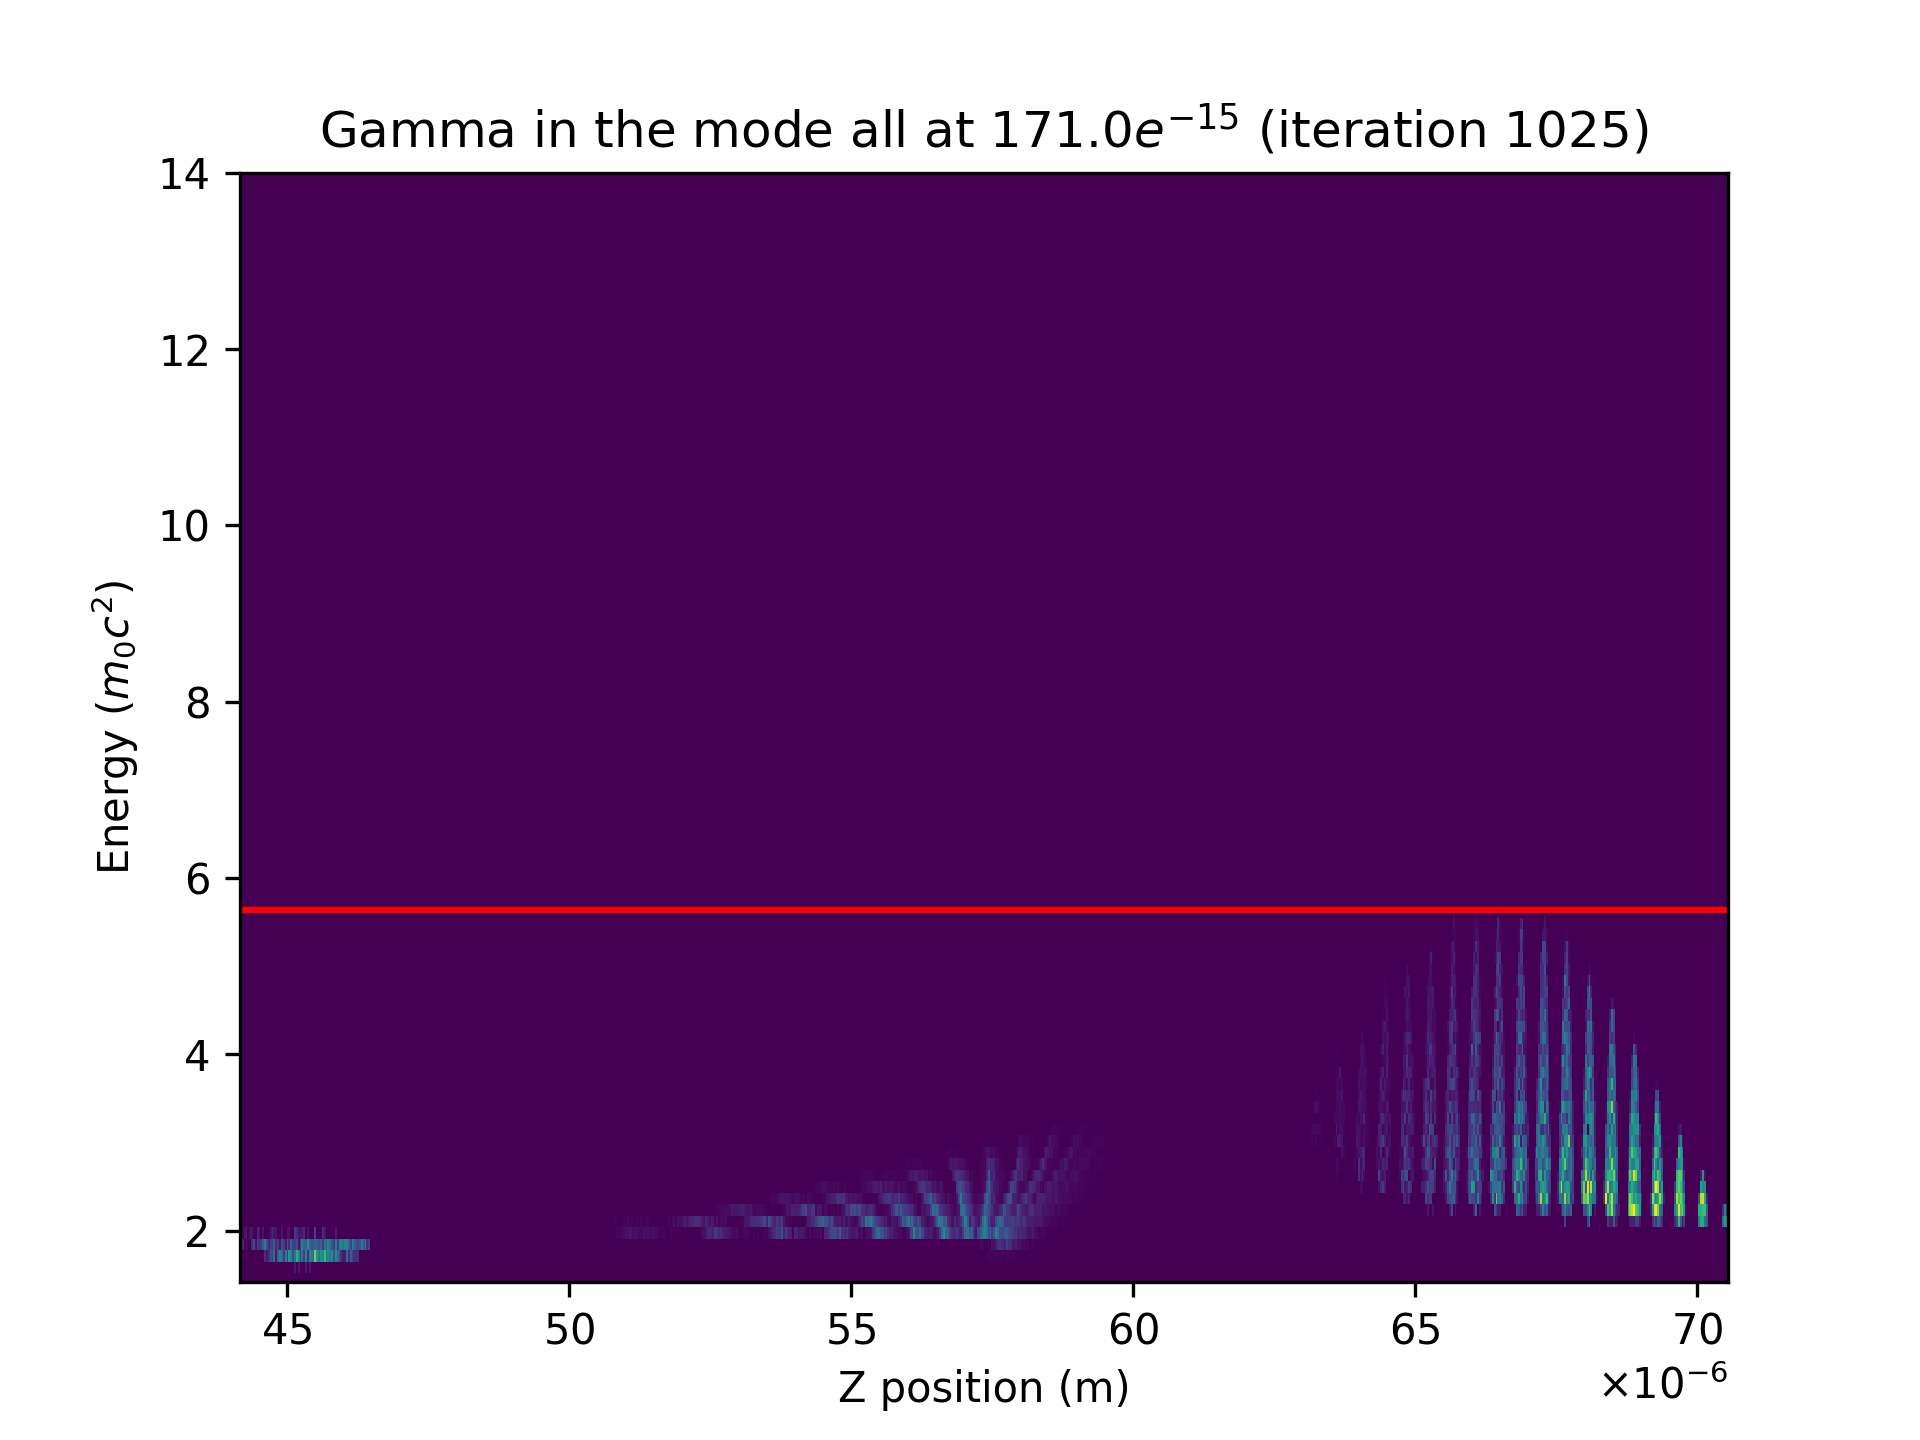 Gamma in the mode all at 171.0e⁻¹⁵ (iteration 1025)
14
12
10
8
6
4
2
Energy (m₀c²)
45 50 55 60 65 70
×10⁻⁶
Z position (m)